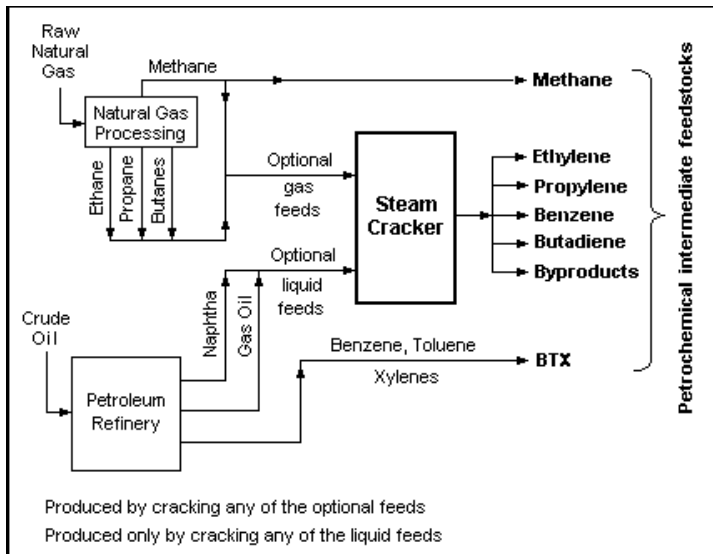 Raw
Natural
Gas
Methane
Methane
Natural Gas
Processing
Ethane
Propane
Butanes
Optional
gas
feeds
Steam
Cracker
Ethylene
Propylene
Benzene
Butadiene
Byproducts
Optional
liquid
feeds
Naphtha
Gas Oil
Crude
Oil
Petroleum
Refinery
Benzene, Toluene
Xylenes
BTX
Petrochemical intermediate feedstocks
Produced by cracking any of the optional feeds
Produced only by cracking any of the liquid feeds